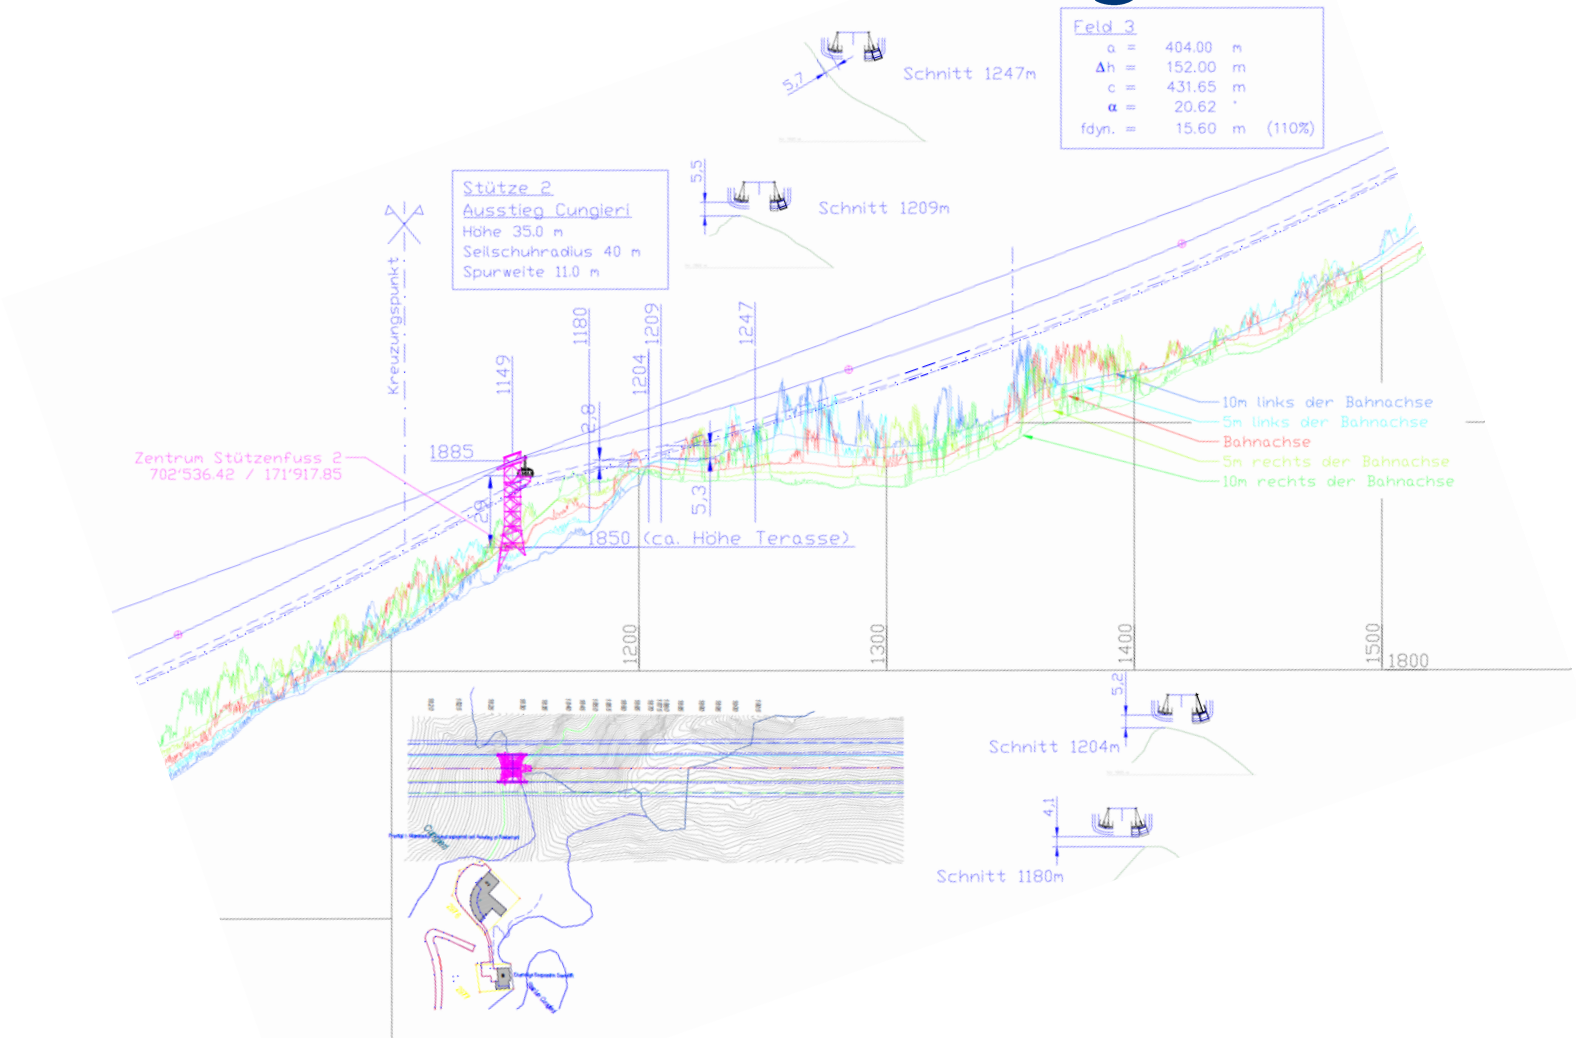 Feld 3
a = 404.00 m
Δh = 152.00 m
c = 431.65 m
α = 20.62 °
fdyn. = 15.60 m (110%)
5,7
Schnitt 1247m
5,5
Schnitt 1209m
Stütze 2
Ausstieg Cungieri
Höhe 35.0 m
Seilschuhradius 40 m
Spurweite 11.0 m
Kreuzungspunkt
1149
1180
1204
1209
1247
2,8
5,3
29
1885
Zentrum Stützenfuss 2
702'536.42 / 171'917.85
1850 (ca. Höhe Terasse)
10m links der Bahnachse
5m links der Bahnachse
Bahnachse
5m rechts der Bahnachse
10m rechts der Bahnachse
1200
1300
1400
1500
1800
5,2
Schnitt 1204m
4,1
Schnitt 1180m